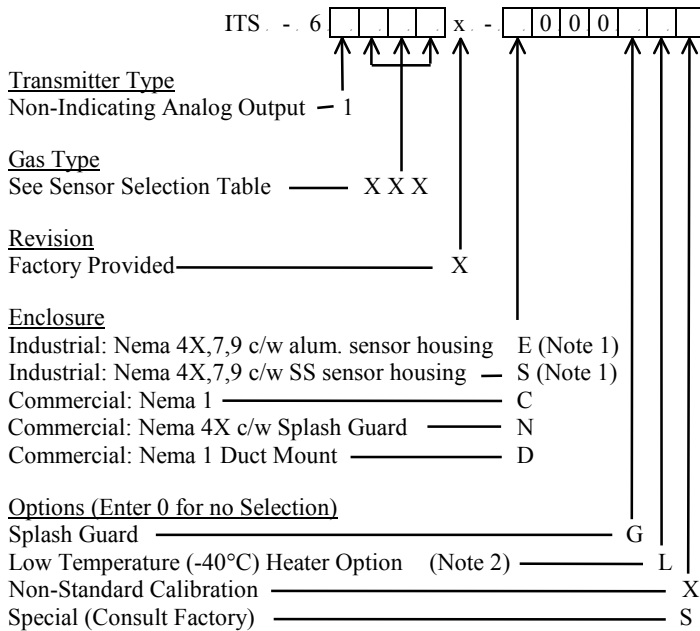 ITS - 6 x - 0 0 0
Transmitter Type
Non-Indicating Analog Output 1
Gas Type
See Sensor Selection Table X X X
Revision
Factory Provided X
Enclosure
Industrial: Nema 4X,7,9 c/w alum. sensor housing E (Note 1)
Industrial: Nema 4X,7,9 c/w SS sensor housing S (Note 1)
Commercial: Nema 1 C
Commercial: Nema 4X c/w Splash Guard N
Commercial: Nema 1 Duct Mount D
Options (Enter 0 for no Selection)
Splash Guard G
Low Temperature (-40°C) Heater Option (Note 2) L
Non-Standard Calibration X
Special (Consult Factory) S